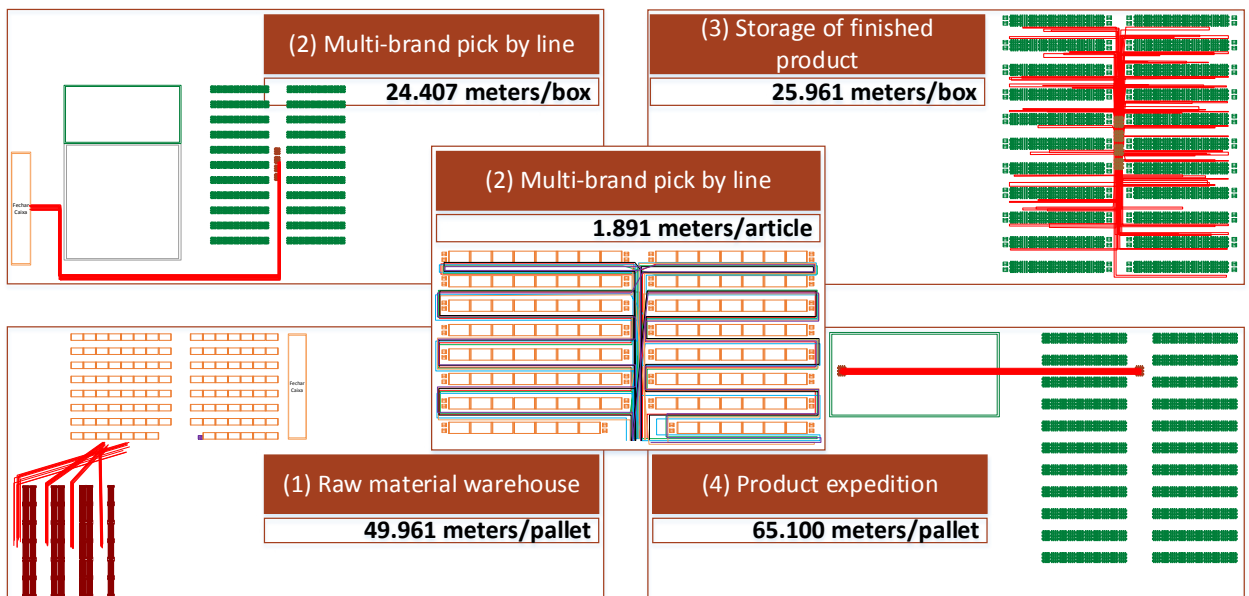 (2) Multi-brand pick by line
24.407 meters/box
Fechar
Caixa
(3) Storage of finished
product
25.961 meters/box
(2) Multi-brand pick by line
1.891 meters/article
Fechar
Caixa
(1) Raw material warehouse
49.961 meters/pallet
(4) Product expedition
65.100 meters/pallet